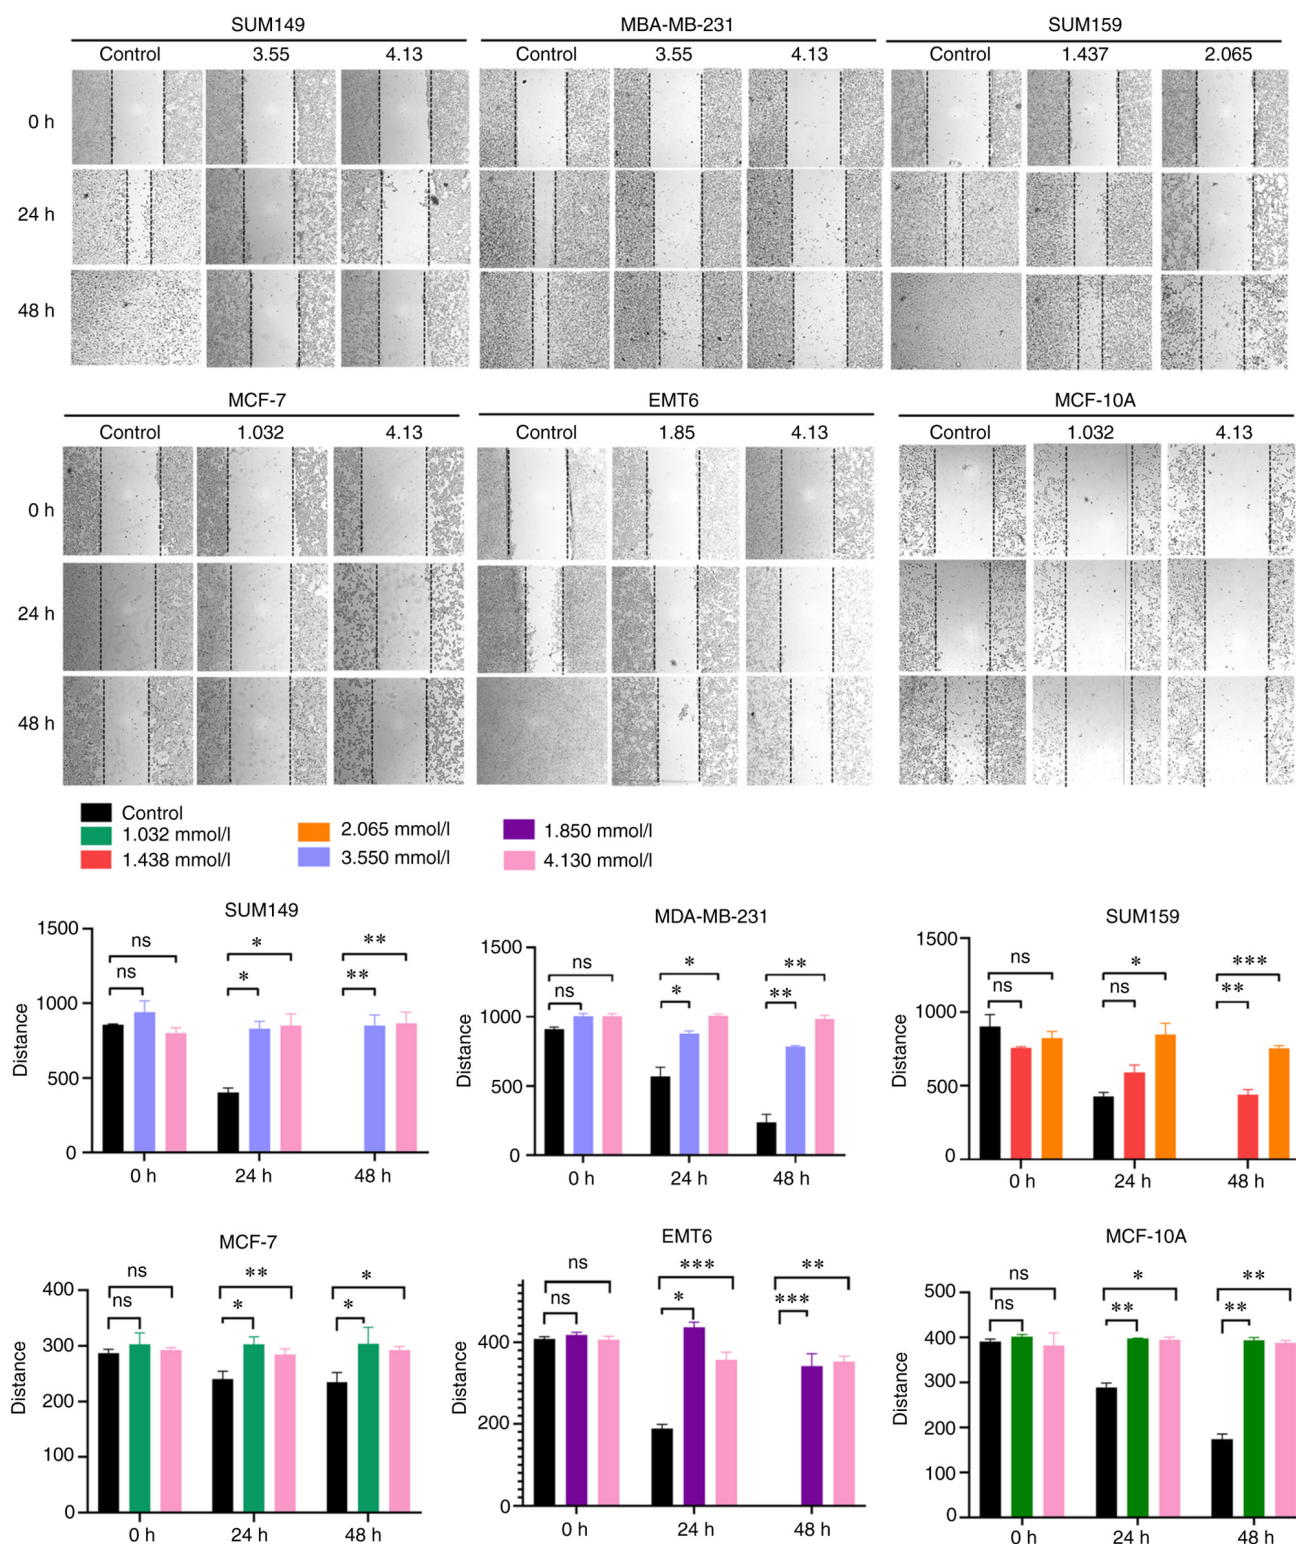 SUM149 MBA-MB-231 SUM159
Control 3.55 4.13 Control 3.55 4.13 Control 1.437 2.065
0 h
24 h
48 h
MCF-7 EMT6 MCF-10A
Control 1.032 4.13 Control 1.85 4.13 Control 1.032 4.13
0 h
24 h
48 h
Control
1.032 mmol/l 2.065 mmol/l 1.850 mmol/l
1.438 mmol/l 3.550 mmol/l 4.130 mmol/l
SUM149
Distance
1500
1000
500
0
ns
ns
*
*
**
**
0 h 24 h 48 h
MDA-MB-231
Distance
1500
1000
500
0
ns
ns
*
*
**
**
0 h 24 h 48 h
SUM159
Distance
1500
1000
500
0
ns
ns
*
ns
***
**
0 h 24 h 48 h
MCF-7
Distance
400
300
200
100
0
ns
ns
**
*
*
*
0 h 24 h 48 h
EMT6
Distance
400
200
0
ns
ns
***
*
**
***
0 h 24 h 48 h
MCF-10A
Distance
500
400
300
200
100
0
ns
ns
*
**
**
**
0 h 24 h 48 h